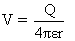 V = Q / 4πεr